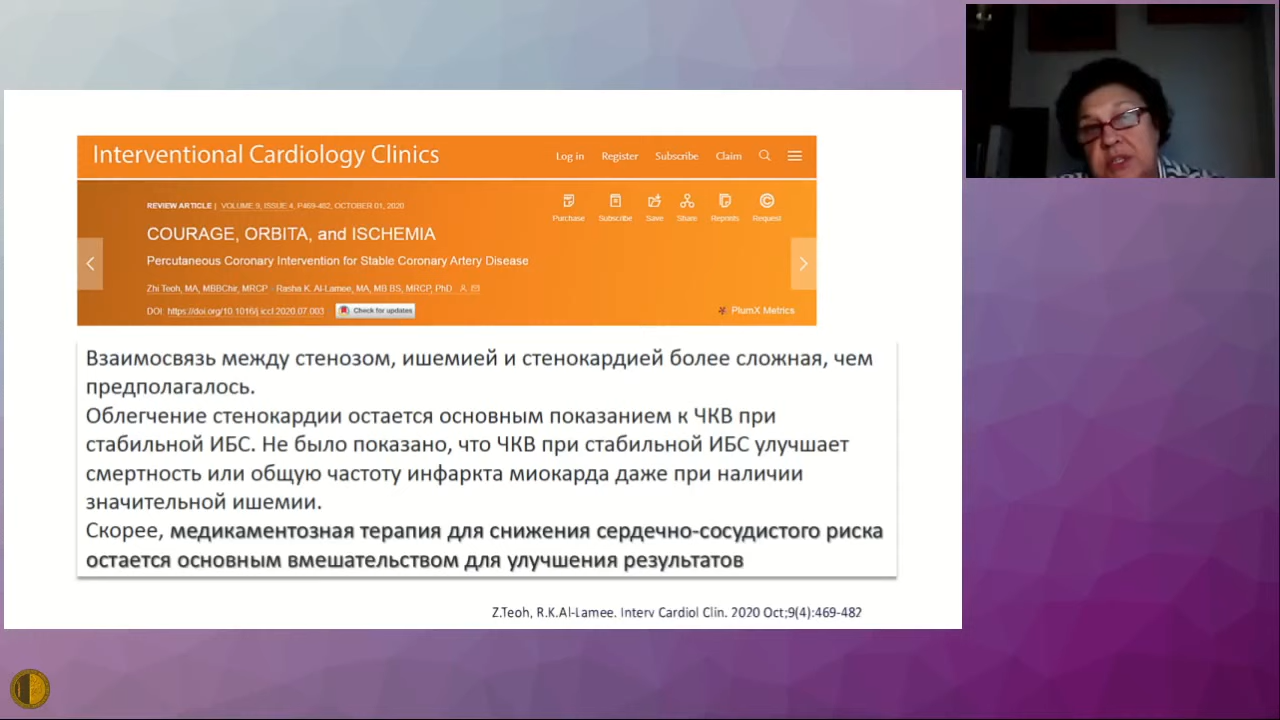 Interventional Cardiology Clinics
Log in Register Subscribe Claim
REVIEW ARTICLE | VOLUME 9, ISSUE 4, P469-482, OCTOBER 01, 2020
Purchase Subscribe Save Share Reprints Request
COURAGE, ORBITA, and ISCHEMIA
Percutaneous Coronary Intervention for Stable Coronary Artery Disease
Zhi Teoh, MA, MBBChir, MRCP Rasha K. Al-Lamee, MA, MB BS, MRCP, PhD
DOI: https://doi.org/10.1016/j.iccl.2020.07.003 Check for updates
PlumX Metrics
Взаимосвязь между стенозом, ишемией и стенокардией более сложная, чем
предполагалось.
Облегчение стенокардии остается основным показанием к ЧКВ при
стабильной ИБС. Не было показано, что ЧКВ при стабильной ИБС улучшает
смертность или общую частоту инфаркта миокарда даже при наличии
значительной ишемии.
Скорее, медикаментозная терапия для снижения сердечно-сосудистого риска
остается основным вмешательством для улучшения результатов
Z.Teoh, R.K.Al-Lamee. Interv Cardiol Clin. 2020 Oct;9(4):469-482